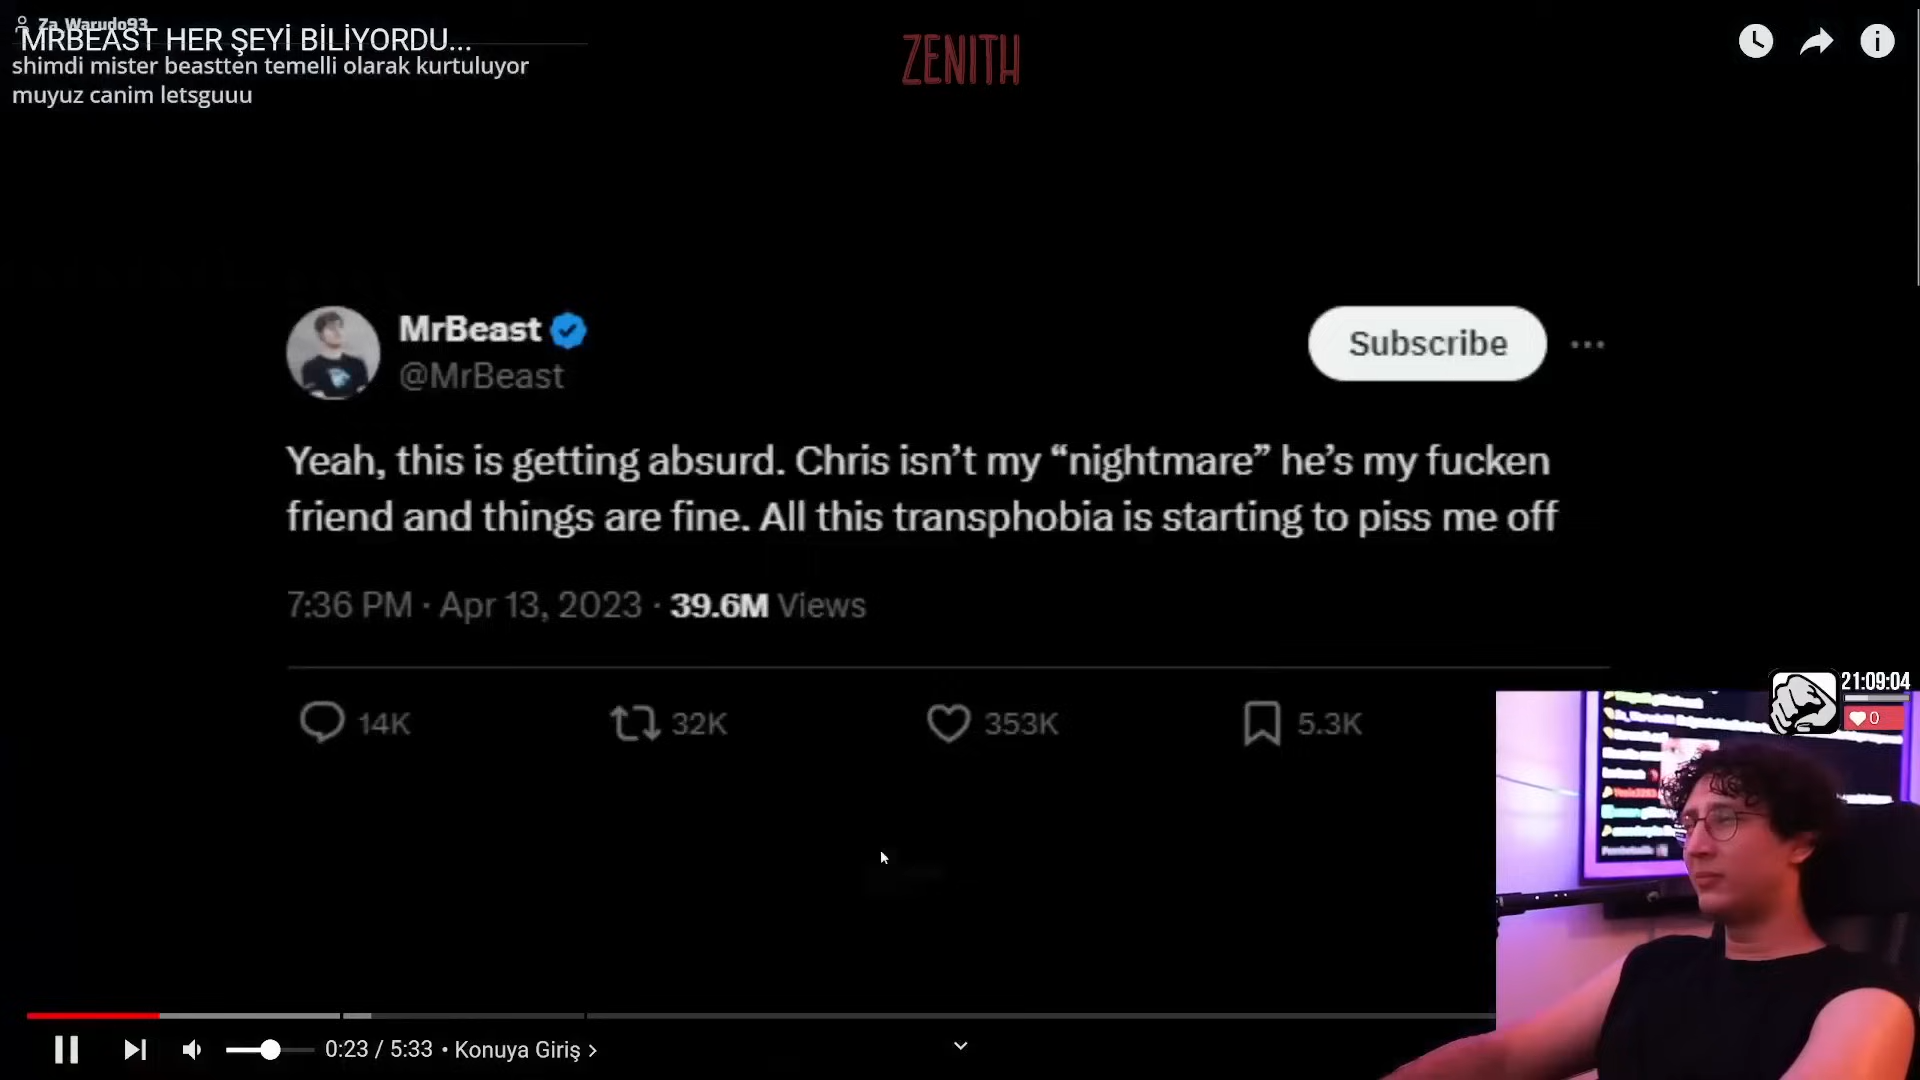 Za_Warudo93
MRBEAST HER ŞEYİ BİLİYORDU...
shimdi mister beastten temelli olarak kurtuluyor
muyuz canim letsguuu
ZENITH
MrBeast
@MrBeast
Subscribe
Yeah, this is getting absurd. Chris isn't my “nightmare” he's my fucken
friend and things are fine. All this transphobia is starting to piss me off
7:36 PM · Apr 13, 2023 · 39.6M Views
14K
32K
353K
5.3K
21:09:04
0
0:23 / 5:33 • Konuya Giriş